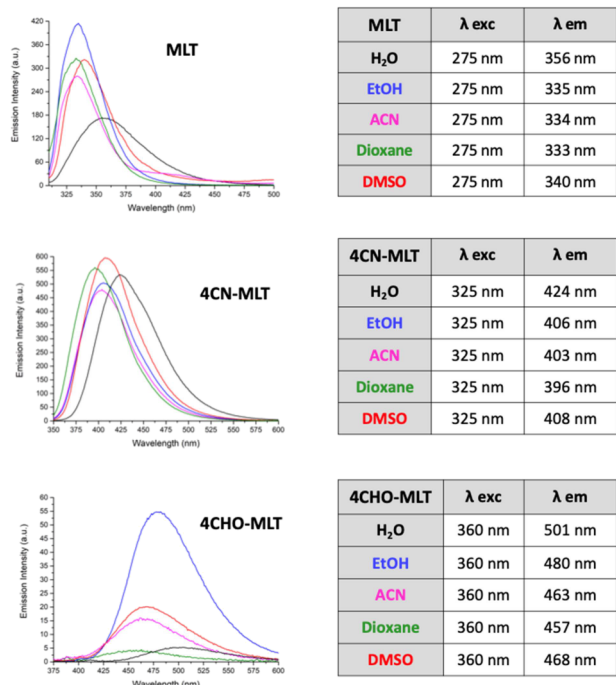 MLT
Emission Intensity (a.u.)
420
360
300
240
180
120
60
0
325 350 375 400 425 450 475 500
Wavelength (nm)
MLT λ exc λ em
H₂O 275 nm 356 nm
EtOH 275 nm 335 nm
ACN 275 nm 334 nm
Dioxane 275 nm 333 nm
DMSO 275 nm 340 nm
4CN-MLT
Emission Intensity (a.u.)
600
550
500
450
400
350
300
250
200
150
100
50
0
350 375 400 425 450 475 500 525 550 575 600
Wavelength (nm)
4CN-MLT λ exc λ em
H₂O 325 nm 424 nm
EtOH 325 nm 406 nm
ACN 325 nm 403 nm
Dioxane 325 nm 396 nm
DMSO 325 nm 408 nm
4CHO-MLT
Emission Intensity (a.u.)
60
55
50
45
40
35
30
25
20
15
10
5
0
375 400 425 450 475 500 525 550 575 600
Wavelength (nm)
4CHO-MLT λ exc λ em
H₂O 360 nm 501 nm
EtOH 360 nm 480 nm
ACN 360 nm 463 nm
Dioxane 360 nm 457 nm
DMSO 360 nm 468 nm